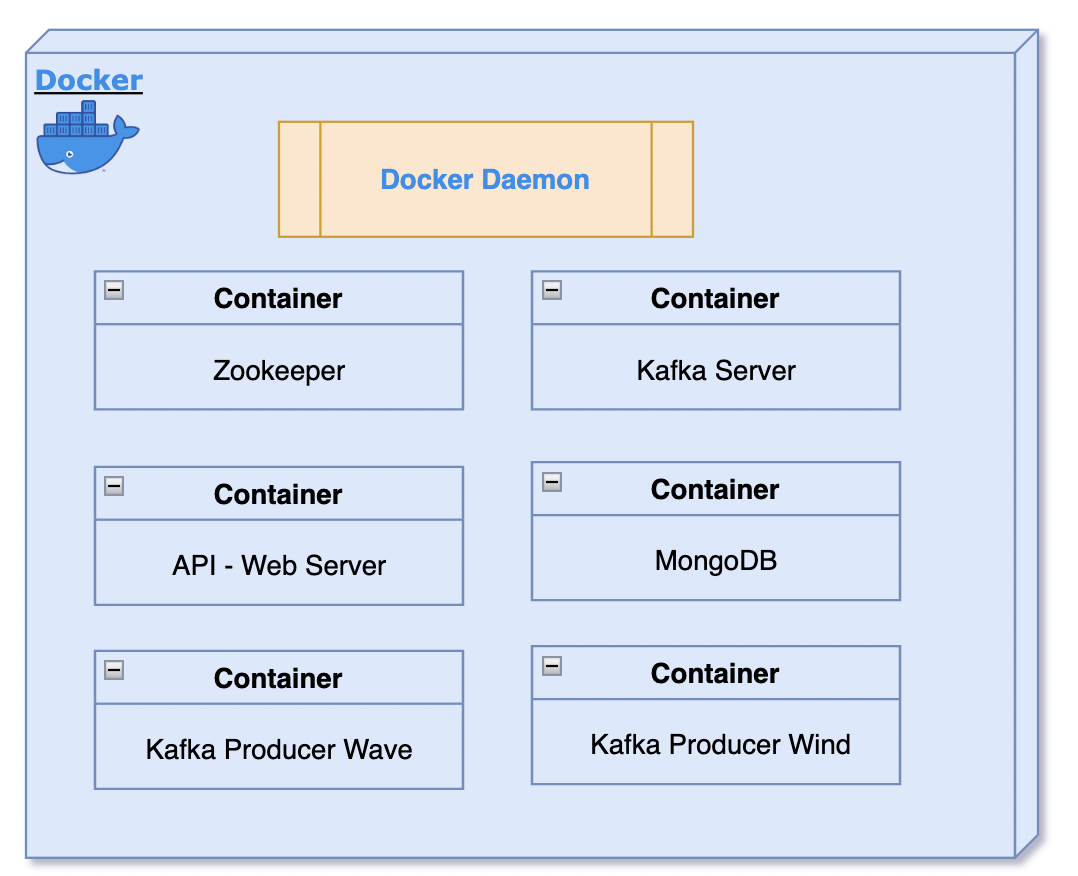 Docker
Docker Daemon
Container
Zookeeper
Container
Kafka Server
Container
API - Web Server
Container
MongoDB
Container
Kafka Producer Wave
Container
Kafka Producer Wind